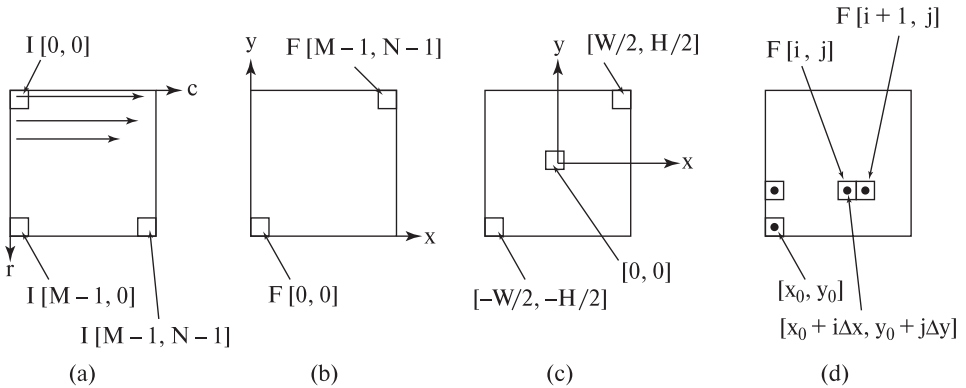 I [0, 0]
c
r
I [M – 1, 0]
I [M – 1, N – 1]
(a)
y
F [M – 1, N – 1]
x
F [0, 0]
(b)
y
[W/2, H/2]
x
[0, 0]
[–W/2, –H/2]
(c)
F [i + 1, j]
F [i , j]
[x₀, y₀]
[x₀ + iΔx, y₀ + jΔy]
(d)